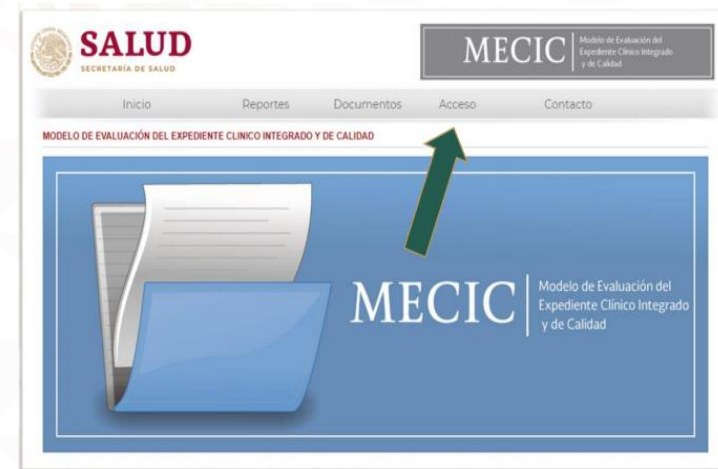 SALUD
SECRETARÍA DE SALUD
MECIC
Modelo de Evaluación del
Expediente Clínico Integrado
y de Calidad
Inicio Reportes Documentos Acceso Contacto
MODELO DE EVALUACIÓN DEL EXPEDIENTE CLINICO INTEGRADO Y DE CALIDAD
MECIC
Modelo de Evaluación del
Expediente Clínico Integrado
y de Calidad